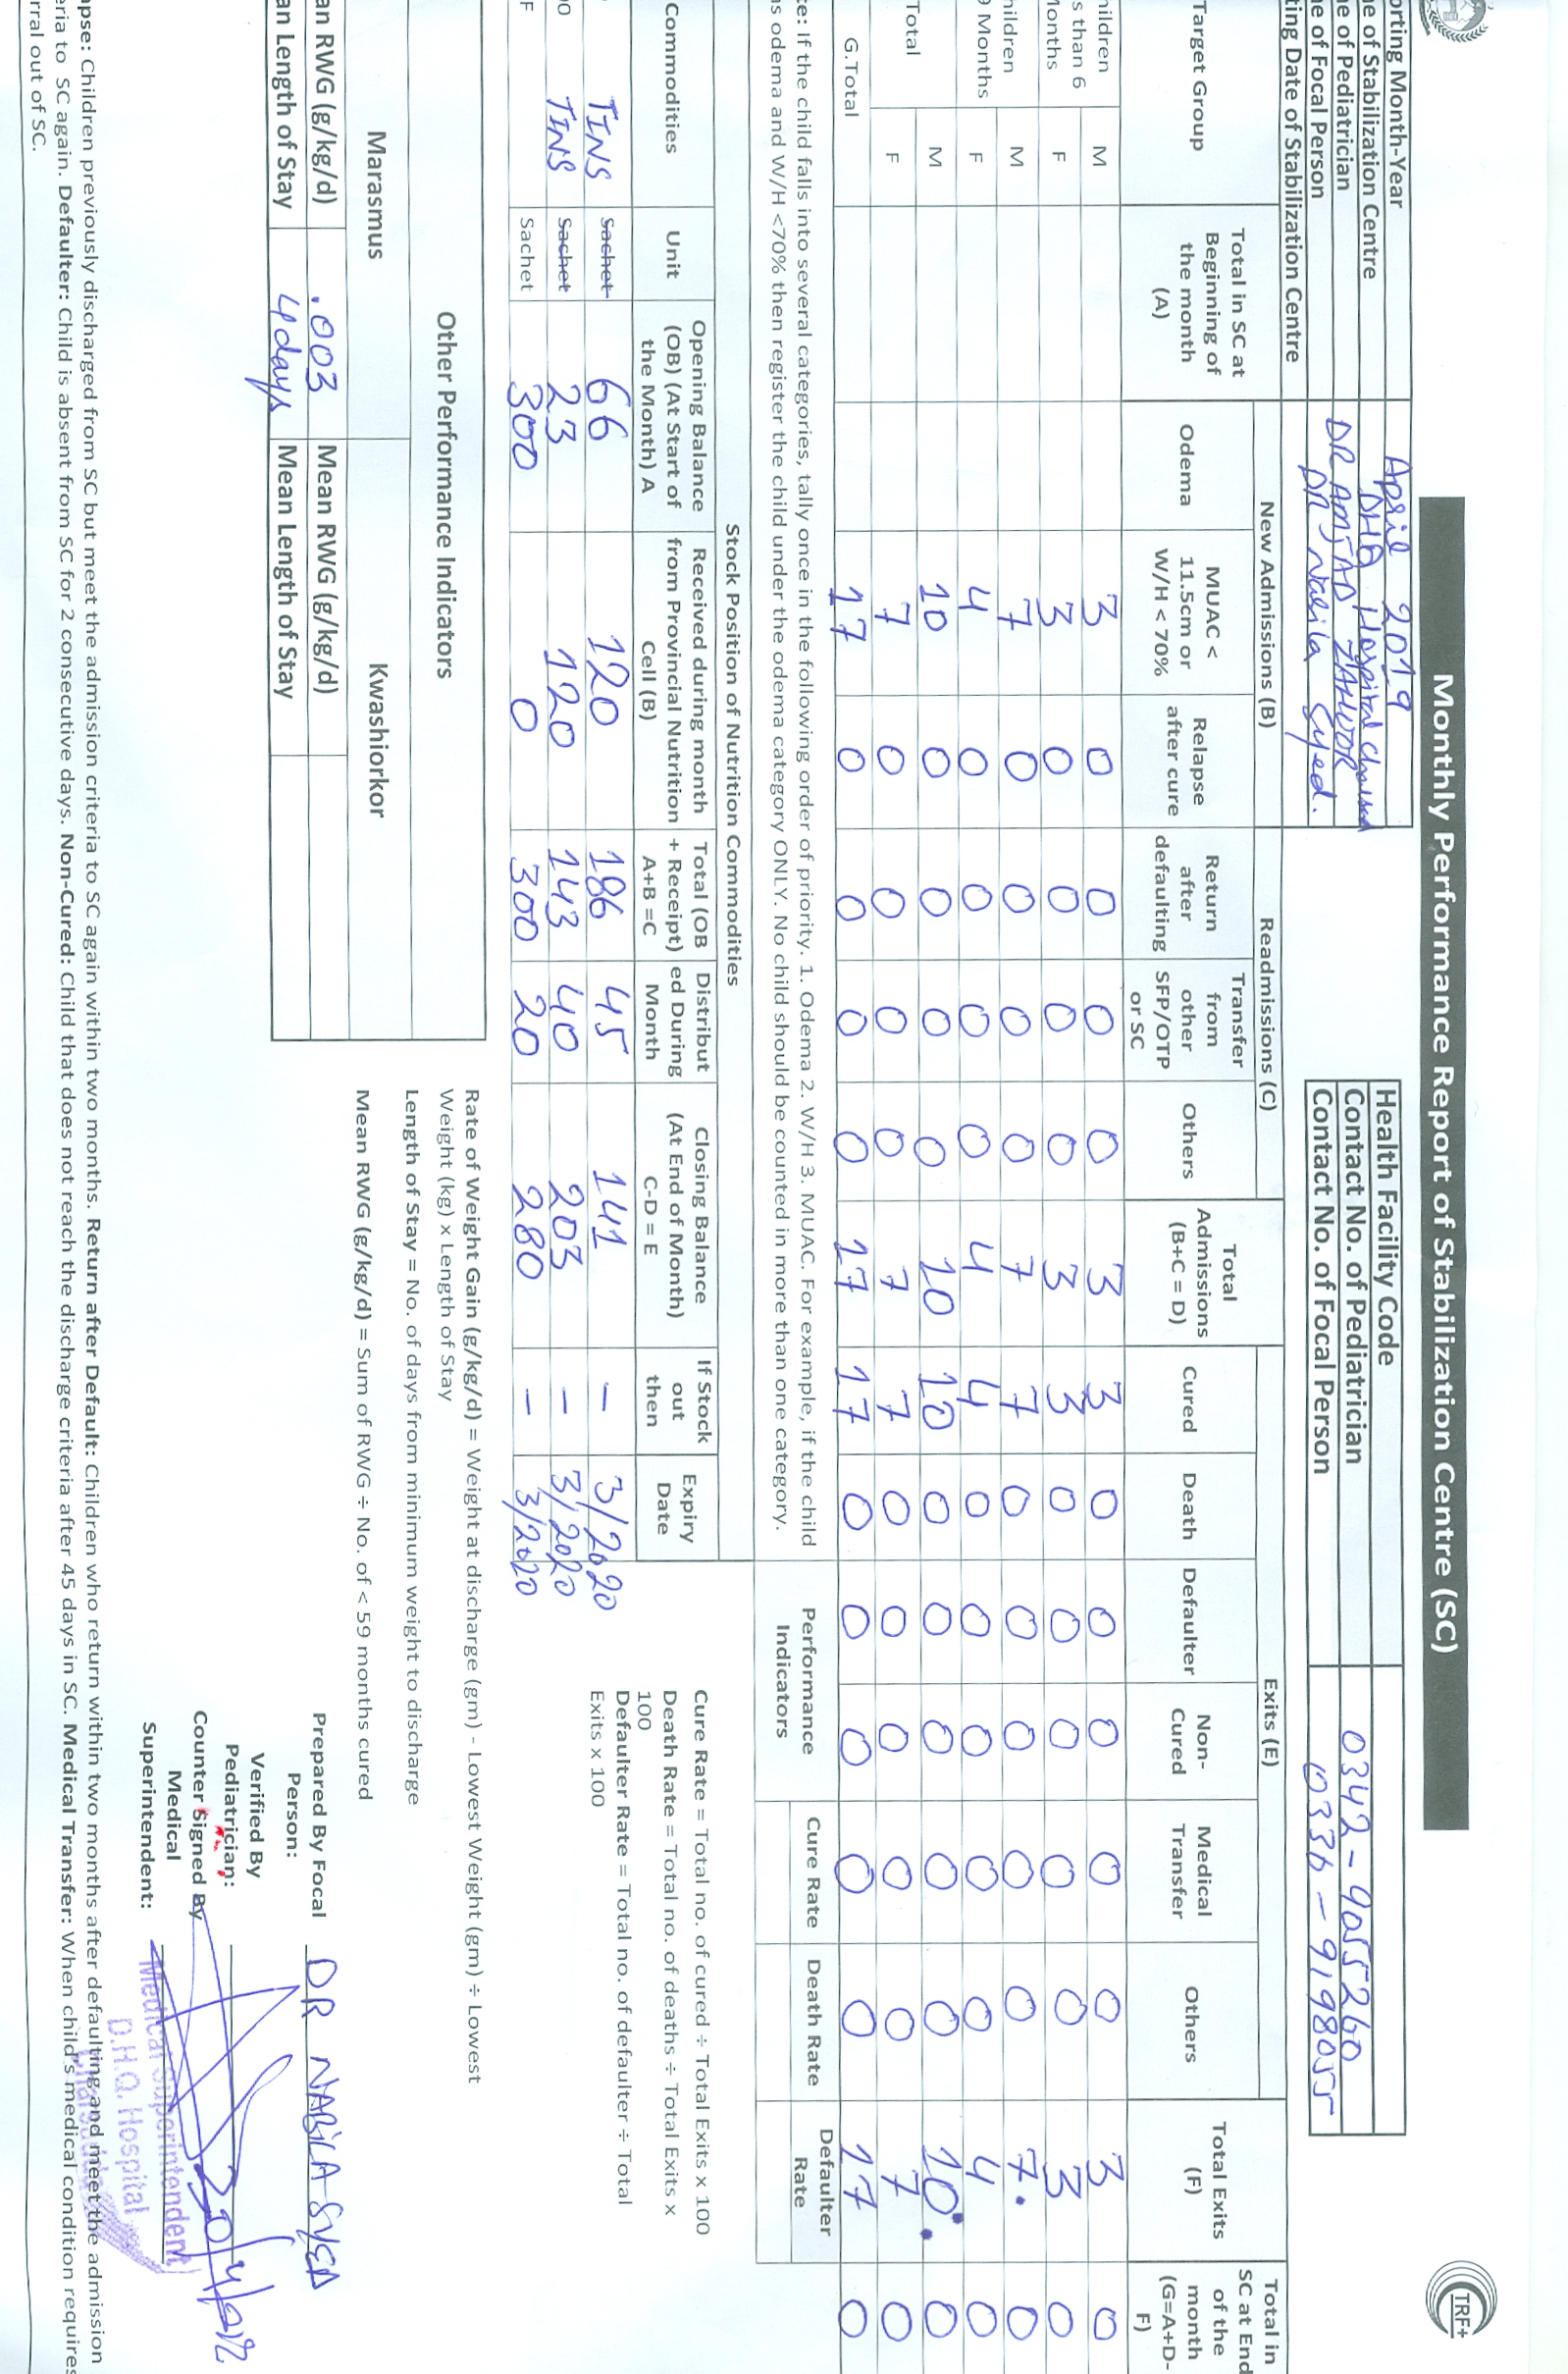 Monthly Performance Report of Stabilization Centre (SC)
TRF+
orting Month-Year April 2019
e of Stabilization Centre DHQ Hospital
e of Pediatrician DR AMJAD
e of Focal Person DR Nabila Syed.
ting Date of Stabilization Centre
Health Facility Code
Contact No. of Pediatrician 0342-9055260
Contact No. of Focal Person 0336-9198055
Target Group Total in SC at Beginning of the month (A) New Admissions (B) Readmissions (C) Total Admissions (B+C = D) Exits (E) Total Exits (F) Total in SC at End of the month (G=A+D-F)
Odema MUAC < 11.5cm or W/H < 70% Relapse after cure Return after defaulting Transfer from other SFP/OTP or SC Others Cured Death Defaulter Non-Cured Medical Transfer Others
hildren s than 6 Months M 3 0 0 0 0 3 3 0 0 0 0 0 3 0
F 3 0 0 0 0 3 3 0 0 0 0 0 3 0
hildren 9 Months M 7 0 0 0 0 7 7 0 0 0 0 0 7. 0
F 4 0 0 0 0 4 4 0 0 0 0 0 4 0
Total M 10 0 0 0 0 10 10 0 0 0 0 0 10. 0
F 7 0 0 0 0 7 7 0 0 0 0 0 7 0
G.Total 17 0 0 0 0 17 17 0 0 0 0 0 17 0
te: If the child falls into several categories, tally once in the following order of priority. 1. Odema 2. W/H 3. MUAC. For example, if the child
s odema and W/H <70% then register the child under the odema category ONLY. No child should be counted in more than one category.
Performance Indicators Cure Rate Death Rate Defaulter Rate
Stock Position of Nutrition Commodities
Commodities Unit Opening Balance (OB) (At Start of the Month) A Received during month from Provincial Nutrition Cell (B) Total (OB + Receipt) A+B =C Distributed During Month Closing Balance (At End of Month) C-D = E If Stock out then Expiry Date
TINS Sachet 66 120 186 45 141 – 3/2020
00 TINS Sachet 23 120 143 40 203 – 3/2020
F Sachet 300 0 300 20 280 – 3/2020
Cure Rate = Total no. of cured ÷ Total Exits x 100
Death Rate = Total no. of deaths ÷ Total Exits x
100
Defaulter Rate = Total no. of defaulter ÷ Total
Exits x 100
Other Performance Indicators
Marasmus Kwashiorkor
an RWG (g/kg/d) .003 Mean RWG (g/kg/d)
an Length of Stay 4days Mean Length of Stay
Rate of Weight Gain (g/kg/d) = Weight at discharge (gm) - Lowest Weight (gm) ÷ Lowest
Weight (kg) x Length of Stay
Length of Stay = No. of days from minimum weight to discharge
Mean RWG (g/kg/d) = Sum of RWG ÷ No. of < 59 months cured
Prepared By Focal Person: DR NABILA SYED
Verified By Pediatrician:
Counter Signed By Medical Superintendent:
Medical Superintendent
D.H.Q. Hospital
Charsadda
apse: Children previously discharged from SC but meet the admission criteria to SC again within two months. Return after Default: Children who return within two months after defaulting and meet the admission
eria to SC again. Defaulter: Child is absent from SC for 2 consecutive days. Non-Cured: Child that does not reach the discharge criteria after 45 days in SC. Medical Transfer: When child's medical condition requires
rral out of SC.